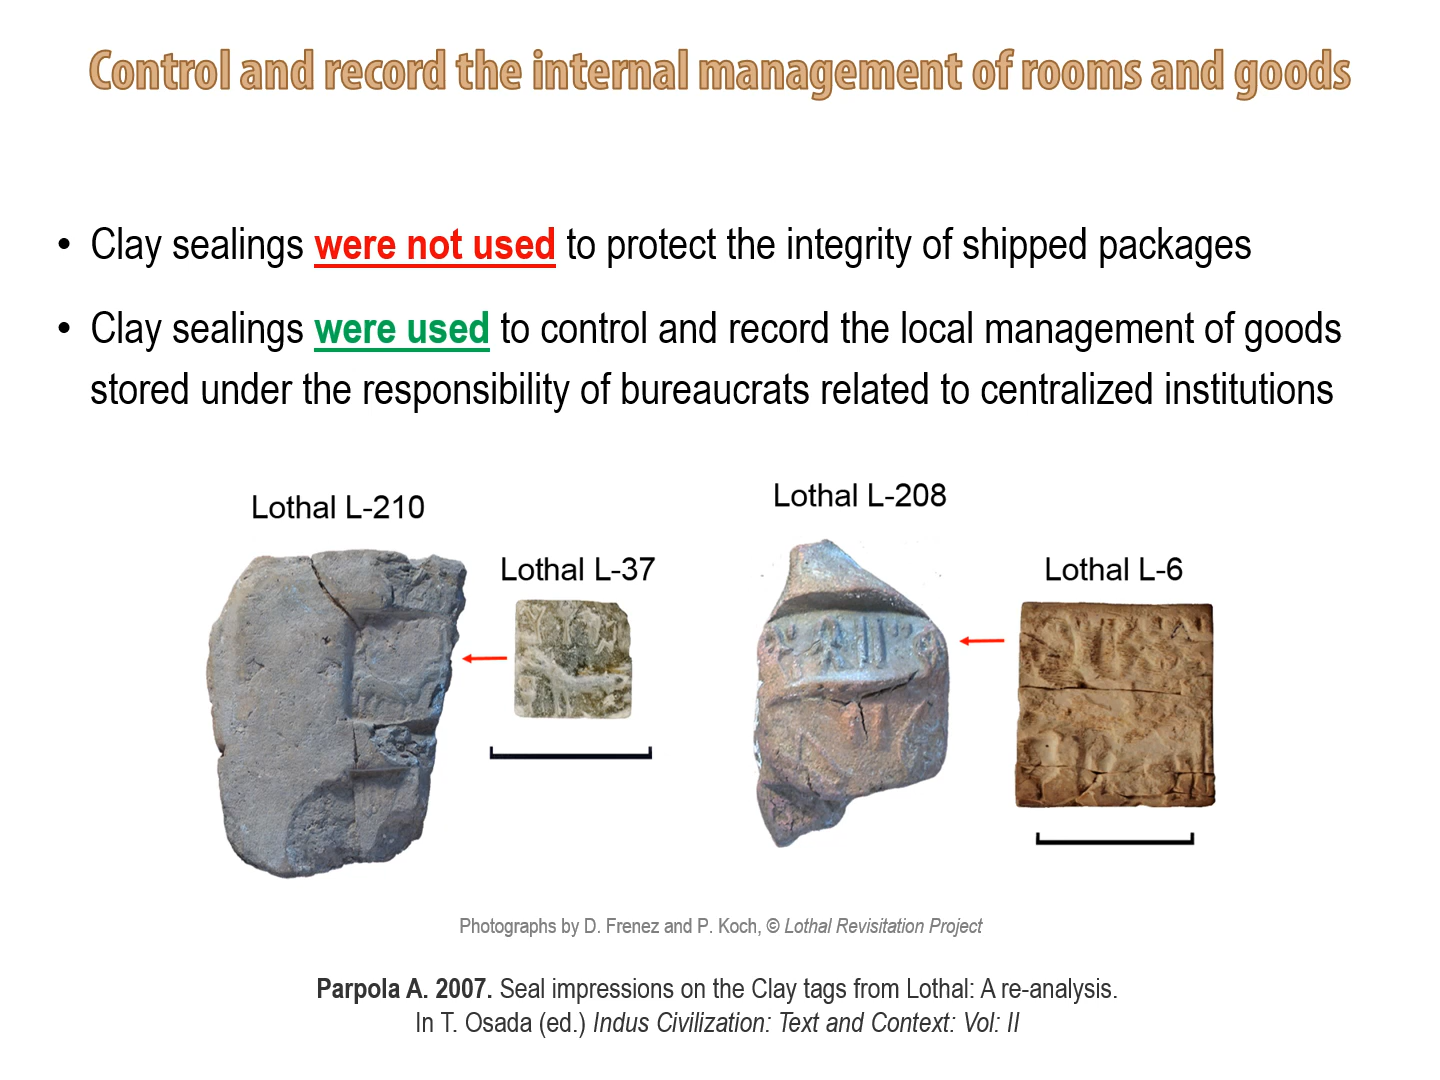 Control and record the internal management of rooms and goods
• Clay sealings were not used to protect the integrity of shipped packages
• Clay sealings were used to control and record the local management of goods
stored under the responsibility of bureaucrats related to centralized institutions
Lothal L-210
Lothal L-37
Lothal L-208
Lothal L-6
Photographs by D. Frenez and P. Koch, © Lothal Revisitation Project
Parpola A. 2007. Seal impressions on the Clay tags from Lothal: A re-analysis.
In T. Osada (ed.) Indus Civilization: Text and Context: Vol: II